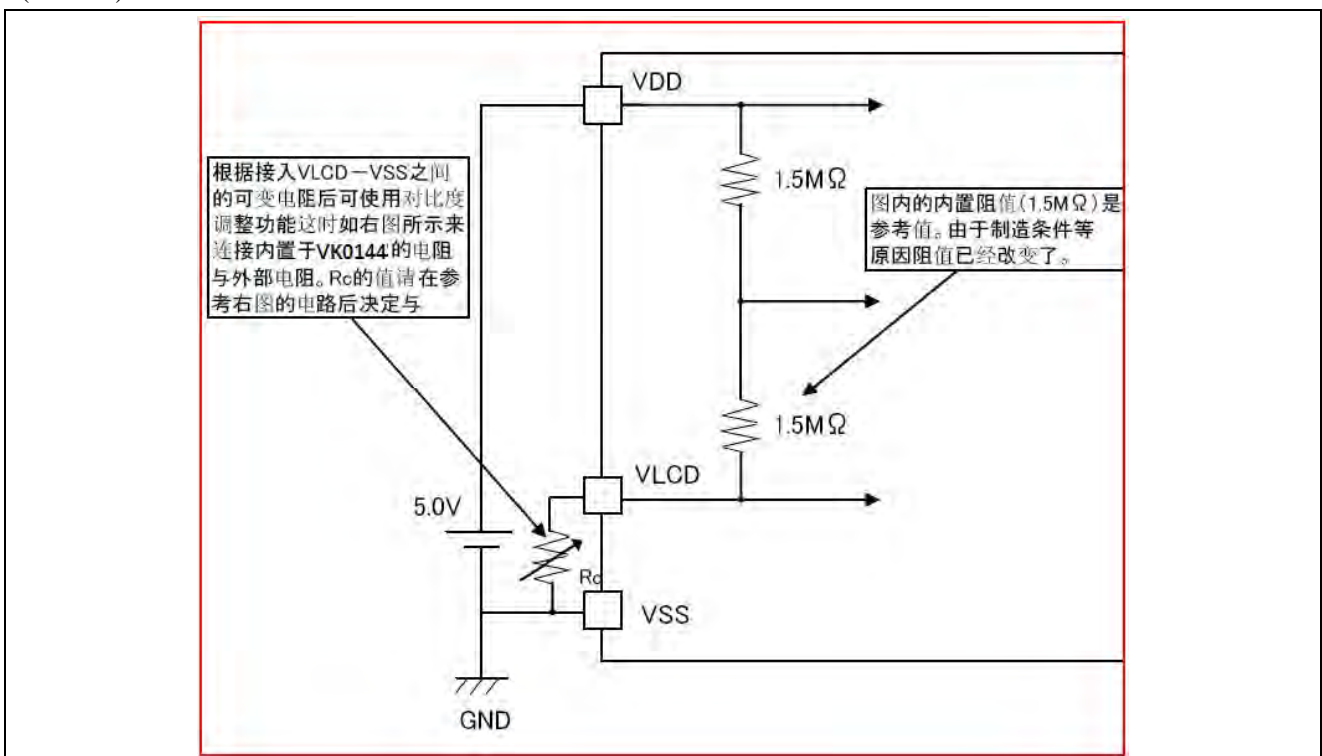 VDD
根据接入VLCD－VSS之间
的可变电阻后可使用对比度
调整功能这时如右图所示来
连接内置于VK0144的电阻
与外部电阻。Rc的值请在参
考右图的电路后决定与
1.5MΩ
图内的内置阻值(1.5MΩ)是
参考值。由于制造条件等
原因阻值已经改变了。
1.5MΩ
VLCD
5.0V
Rc
VSS
GND